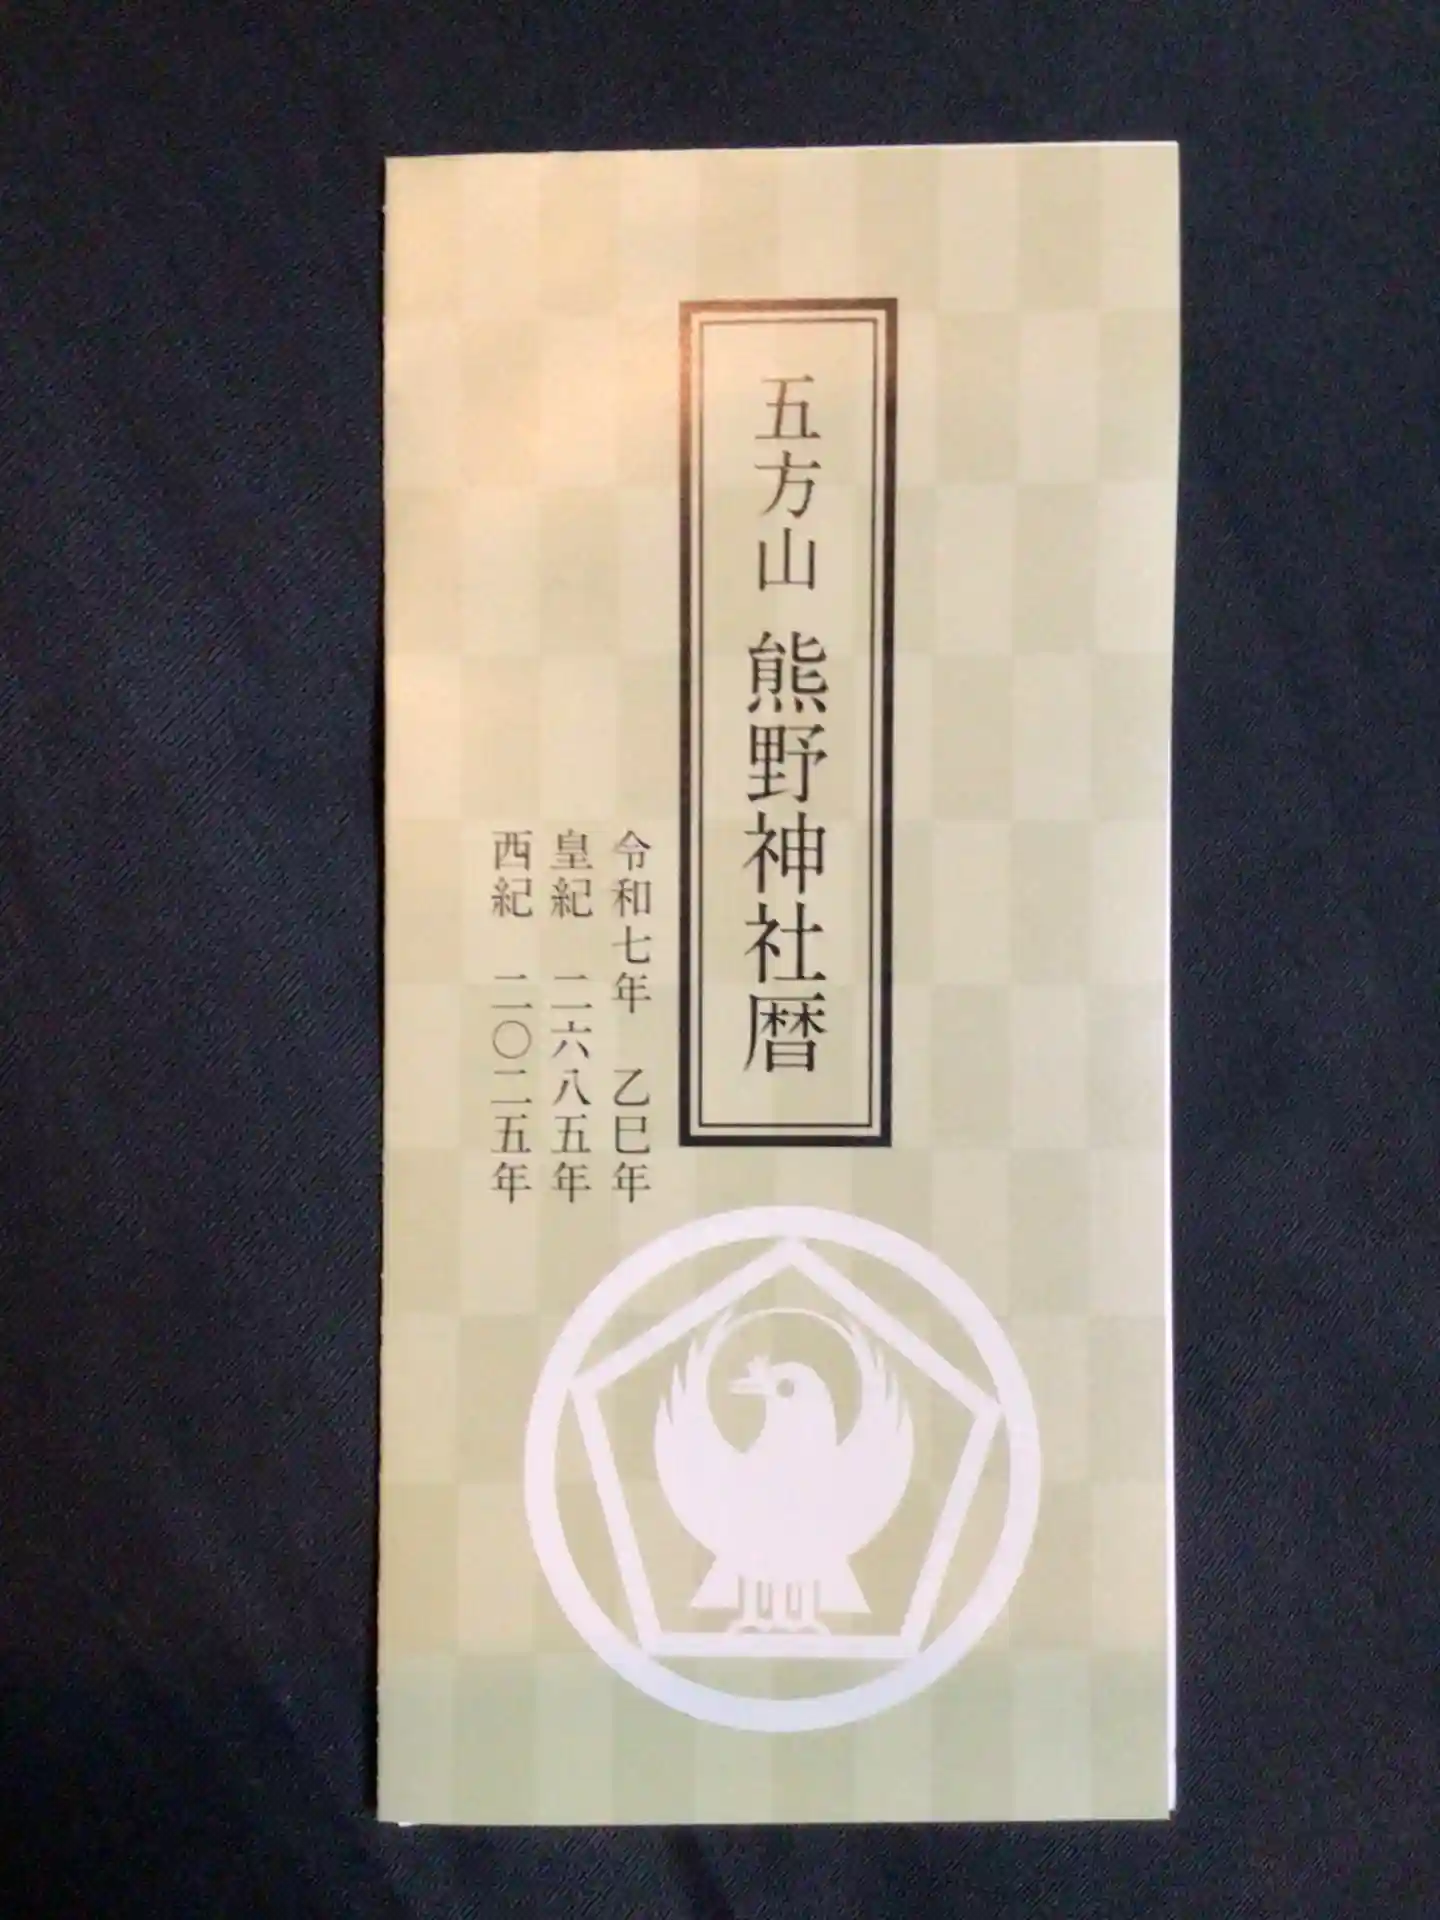 五方山 熊野神社暦
令和七年 乙巳年
皇紀 二六八五年
西紀 二〇二五年